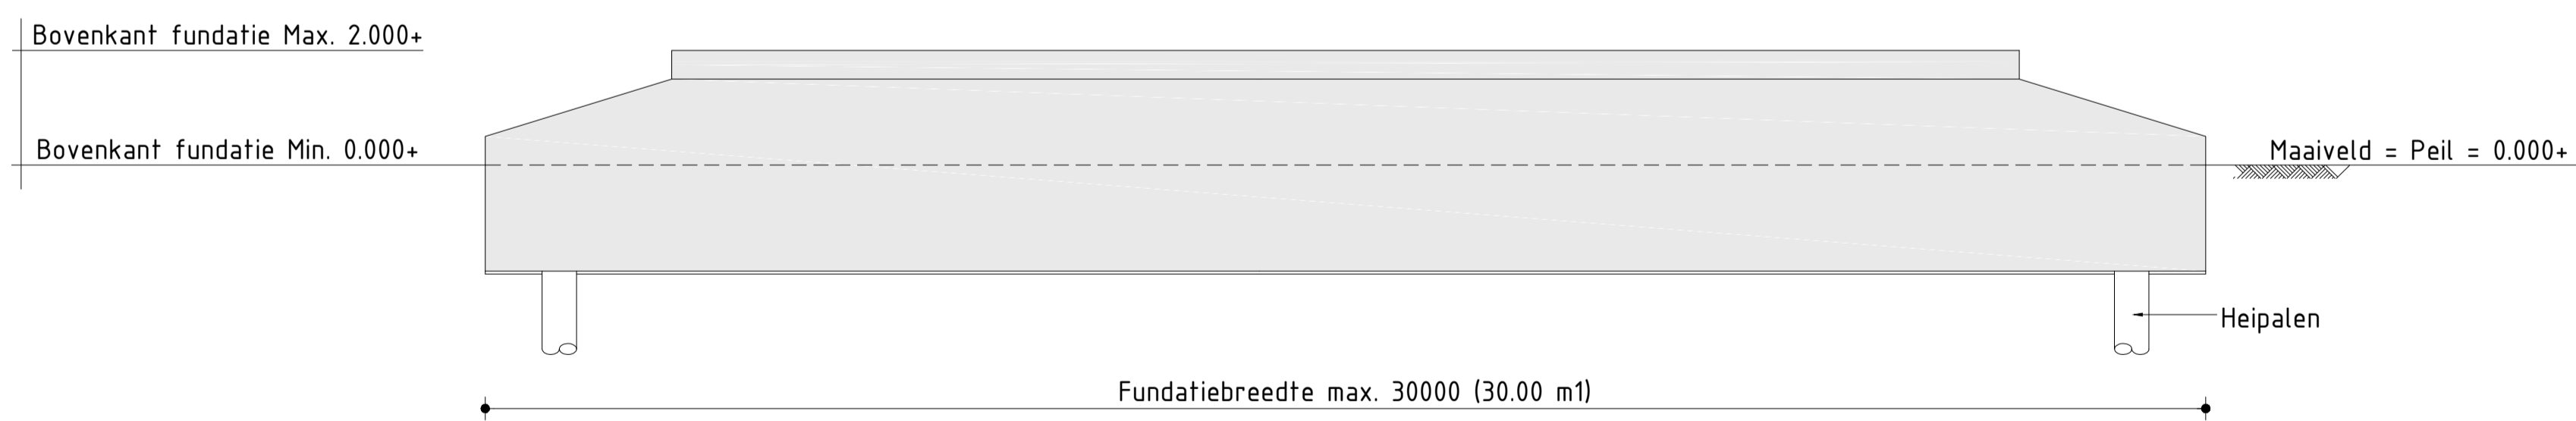 Bovenkant fundatie Max. 2.000+
Bovenkant fundatie Min. 0.000+
Maaiveld = Peil = 0.000+
Heipalen
Fundatiebreedte max. 30000 (30.00 m1)